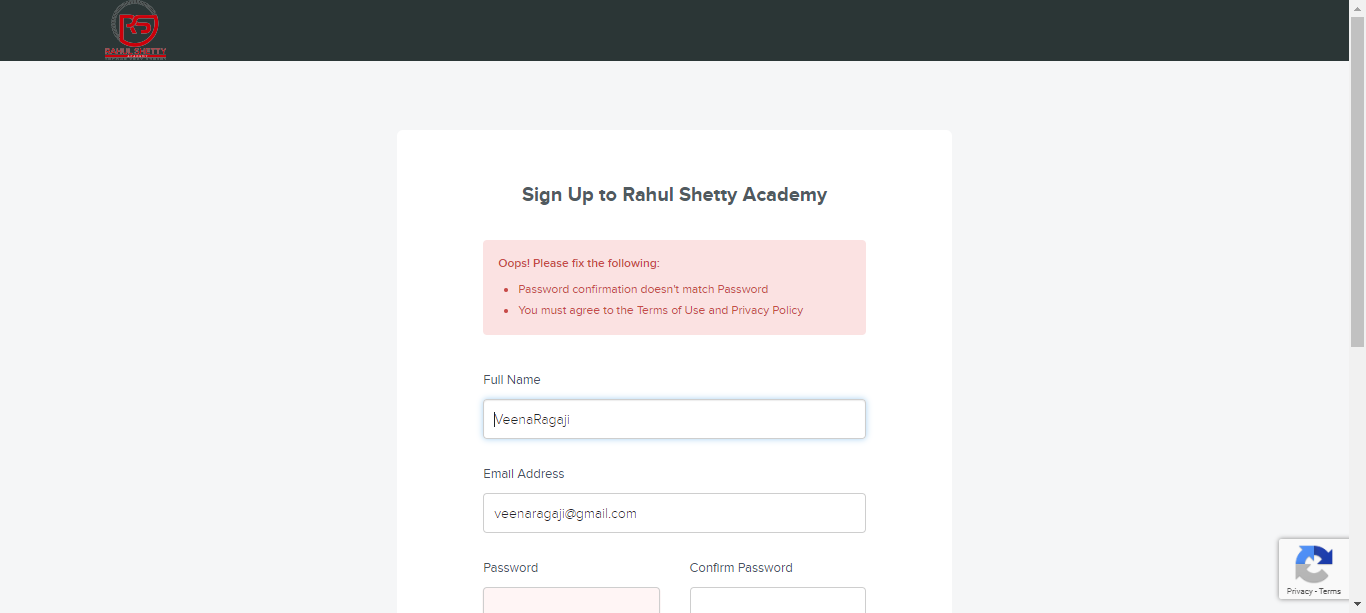 RAHUL SHETTY
Sign Up to Rahul Shetty Academy
Oops! Please fix the following:
Password confirmation doesn't match Password
You must agree to the Terms of Use and Privacy Policy
Full Name
VeenaRagaji
Email Address
veenaragaji@gmail.com
Password Confirm Password
Privacy - Terms